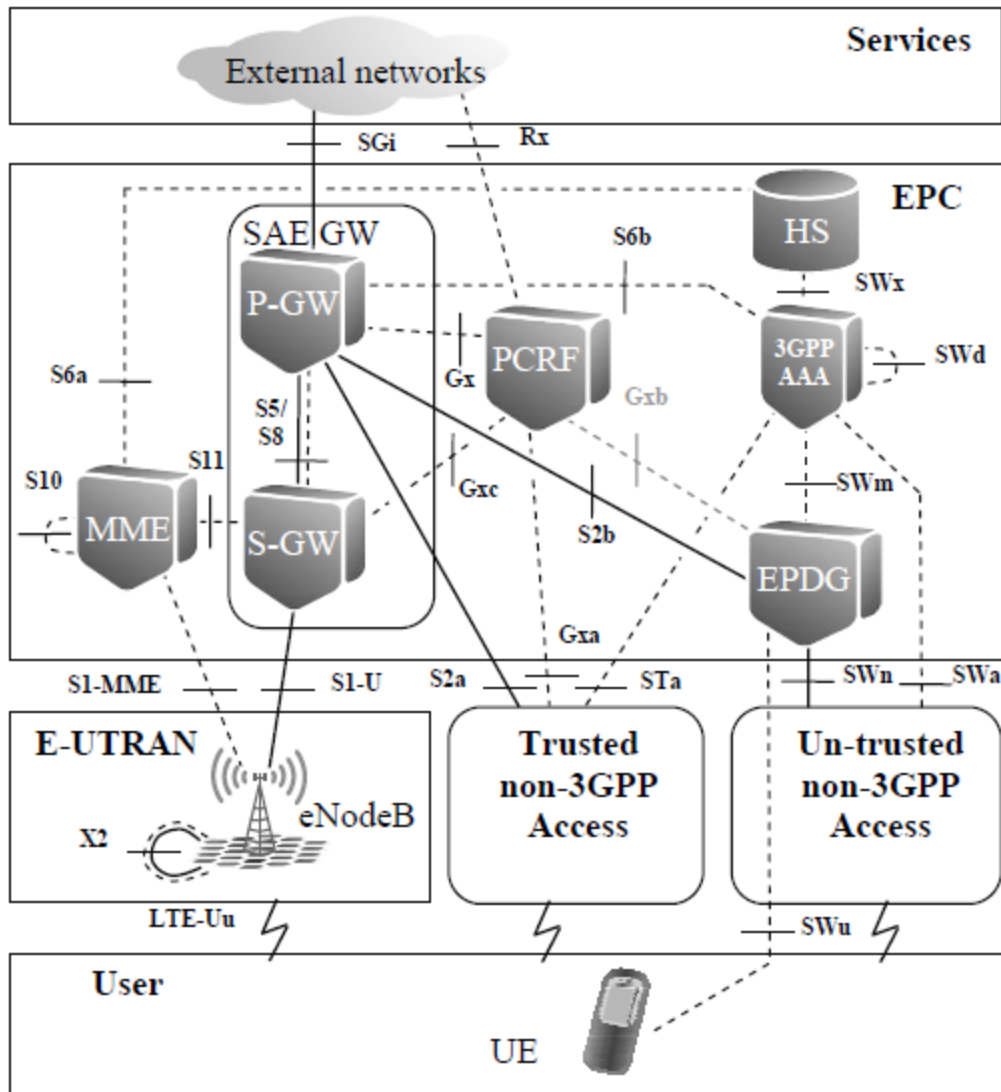 Services
External networks
SGi
Rx
EPC
HS
SAE GW
S6b
SWx
P-GW
PCRF
3GPP
AAA
SWd
S6a
Gx
S5/
S8
Gxb
S10
S11
Gxc
SWm
MME
S-GW
S2b
EPDG
Gxa
S1-MME
S1-U
S2a
STa
SWn
SWa
E-UTRAN
Trusted
non-3GPP
Access
Un-trusted
non-3GPP
Access
eNodeB
X2
LTE-Uu
SWu
User
UE